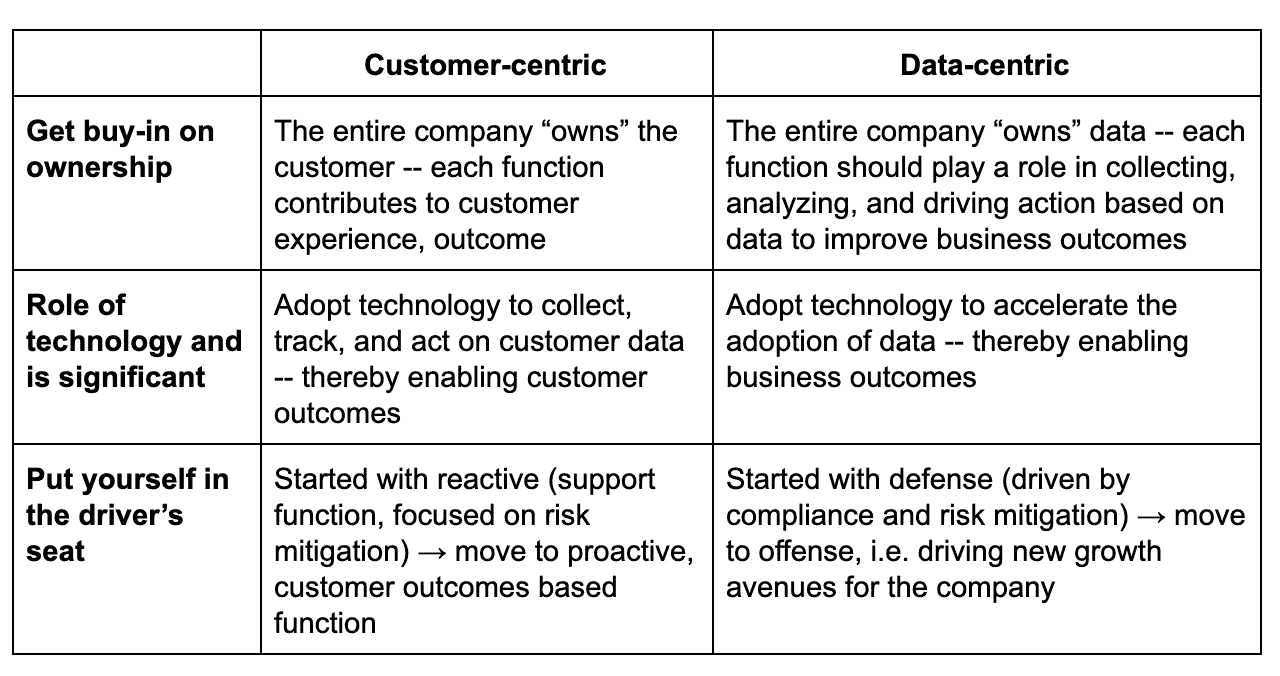 Customer-centric
Data-centric
Get buy-in on
ownership
The entire company “owns” the
customer -- each function
contributes to customer
experience, outcome
The entire company “owns” data -- each
function should play a role in collecting,
analyzing, and driving action based on
data to improve business outcomes
Role of
technology and
is significant
Adopt technology to collect,
track, and act on customer data
-- thereby enabling customer
outcomes
Adopt technology to accelerate the
adoption of data -- thereby enabling
business outcomes
Put yourself in
the driver’s
seat
Started with reactive (support
function, focused on risk
mitigation) → move to proactive,
customer outcomes based
function
Started with defense (driven by
compliance and risk mitigation) → move
to offense, i.e. driving new growth
avenues for the company